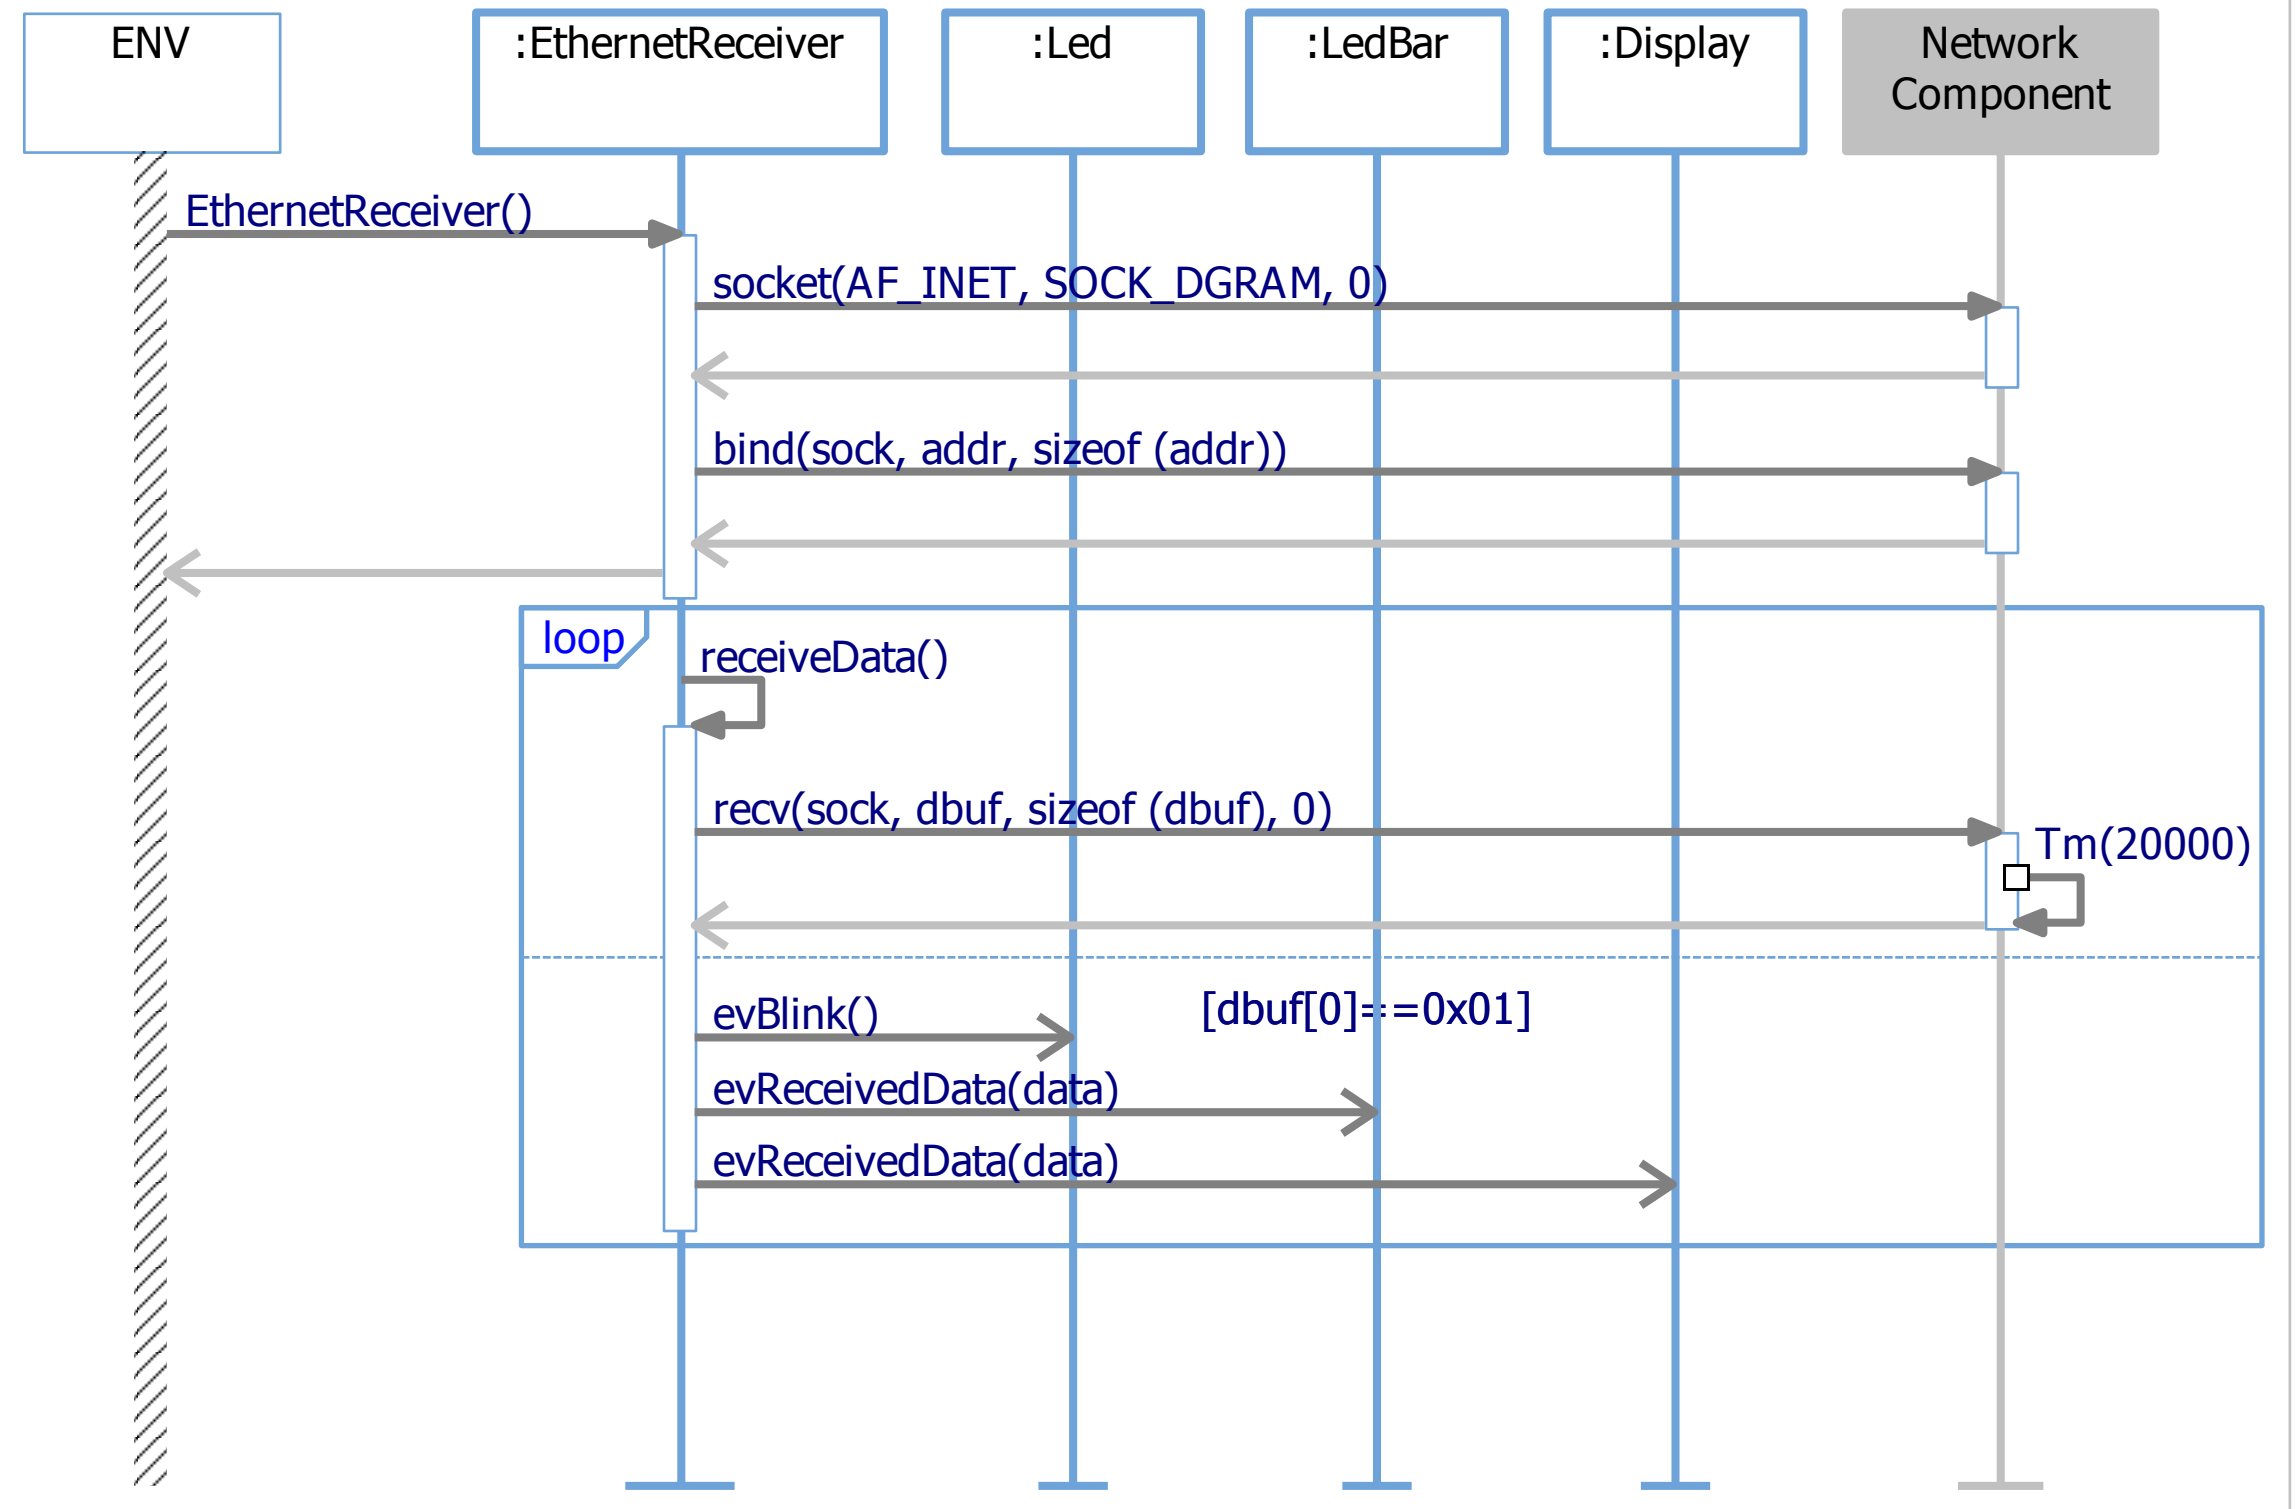 ENV
:EthernetReceiver
:Led
:LedBar
:Display
Network
Component
EthernetReceiver()
socket(AF_INET, SOCK_DGRAM, 0)
bind(sock, addr, sizeof (addr))
loop
receiveData()
recv(sock, dbuf, sizeof (dbuf), 0)
Tm(20000)
evBlink()
[dbuf[0]==0x01]
evReceivedData(data)
evReceivedData(data)